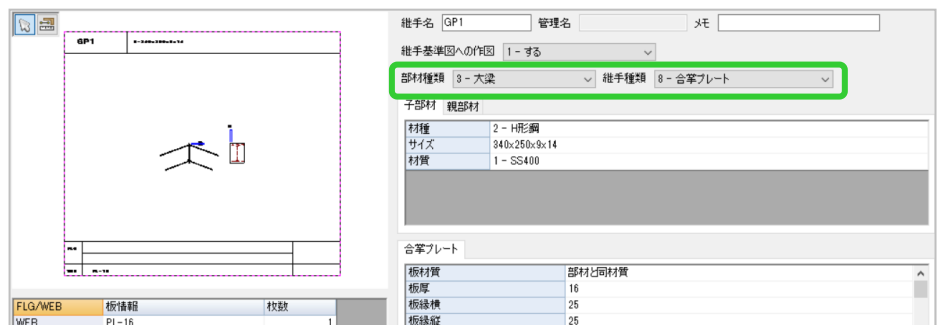 継手名 GP1 管理名 メモ
GP1
継手基準図への作図 1 - する
部材種類 3 - 大梁 継手種類 8 - 合掌プレート
子部材 親部材
材種 2 - H形鋼
サイズ 340x250x9x14
材質 1 - SS400
合掌プレート
板材質 部材と同材質
板厚 16
板縁横 25
板縁縦 25
FLG/WEB 板情報 枚数
WEB PL-16 1